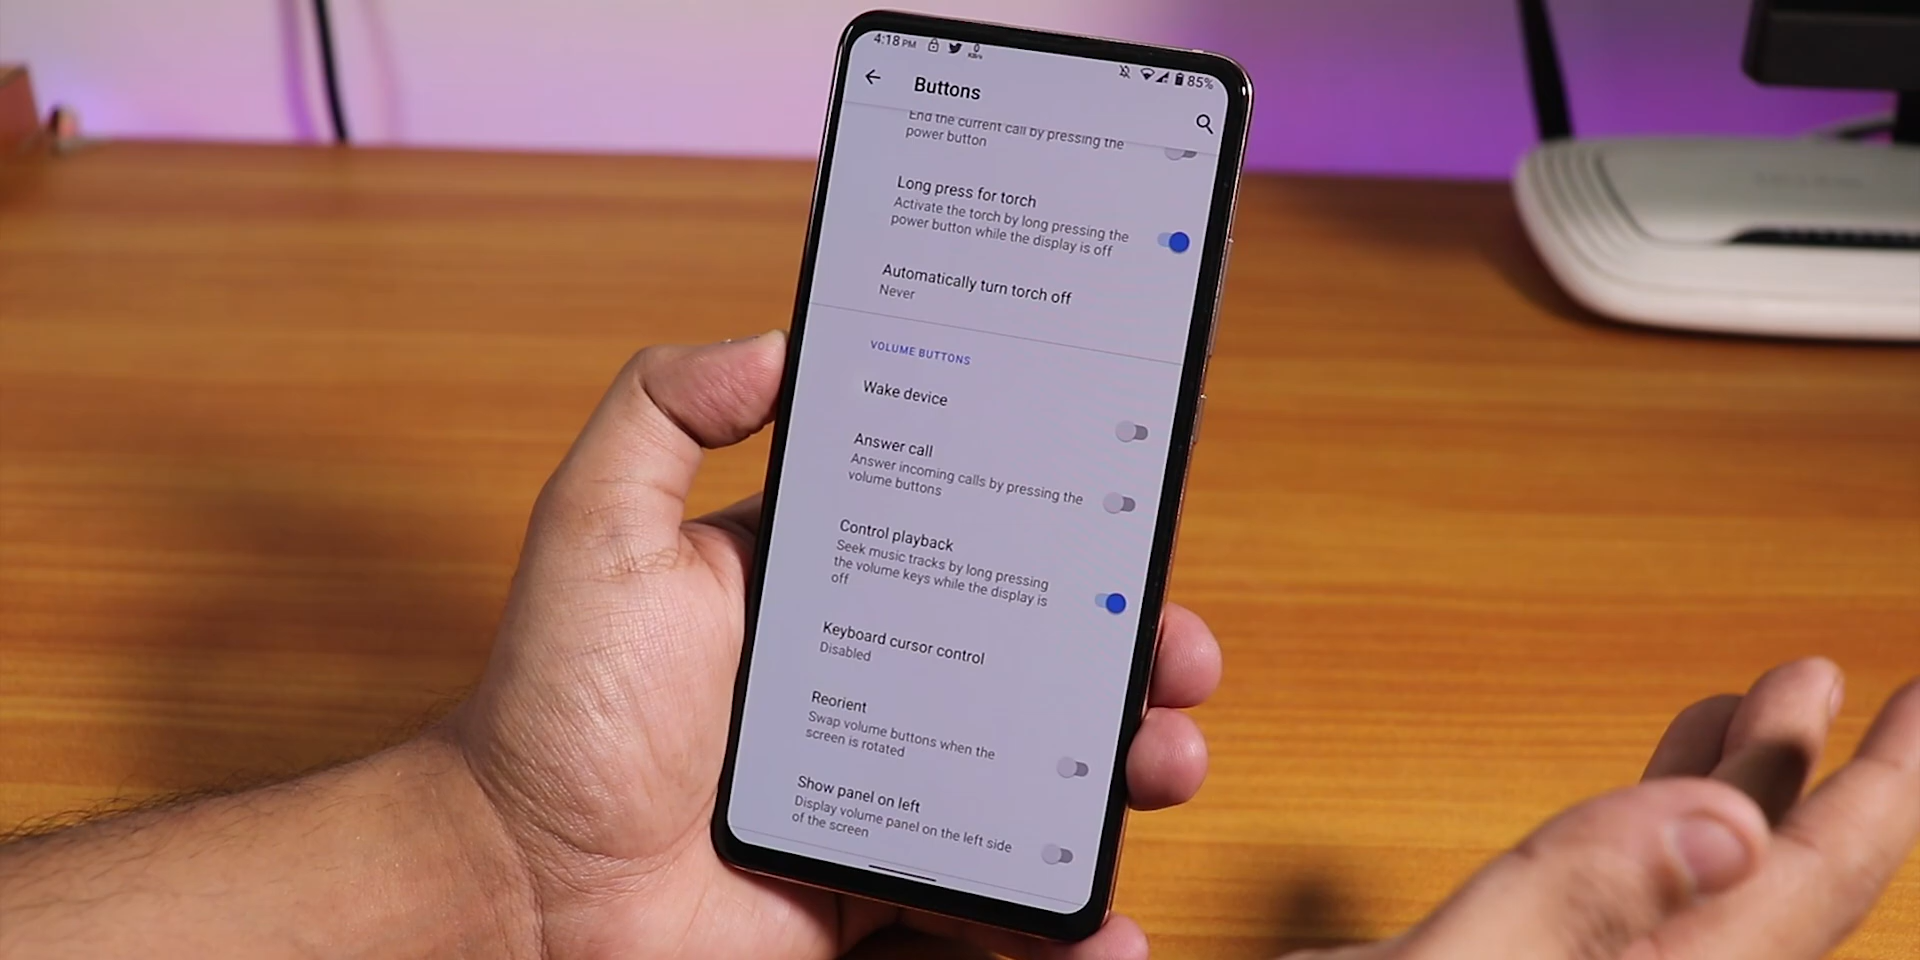 4:18 PM
85%
Buttons
End the current call by pressing the
power button
Long press for torch
Activate the torch by long pressing the
power button while the display is off
Automatically turn torch off
Never
VOLUME BUTTONS
Wake device
Answer call
Answer incoming calls by pressing the
volume buttons
Control playback
Seek music tracks by long pressing
the volume keys while the display is
off
Keyboard cursor control
Disabled
Reorient
Swap volume buttons when the
screen is rotated
Show panel on left
Display volume panel on the left side
of the screen